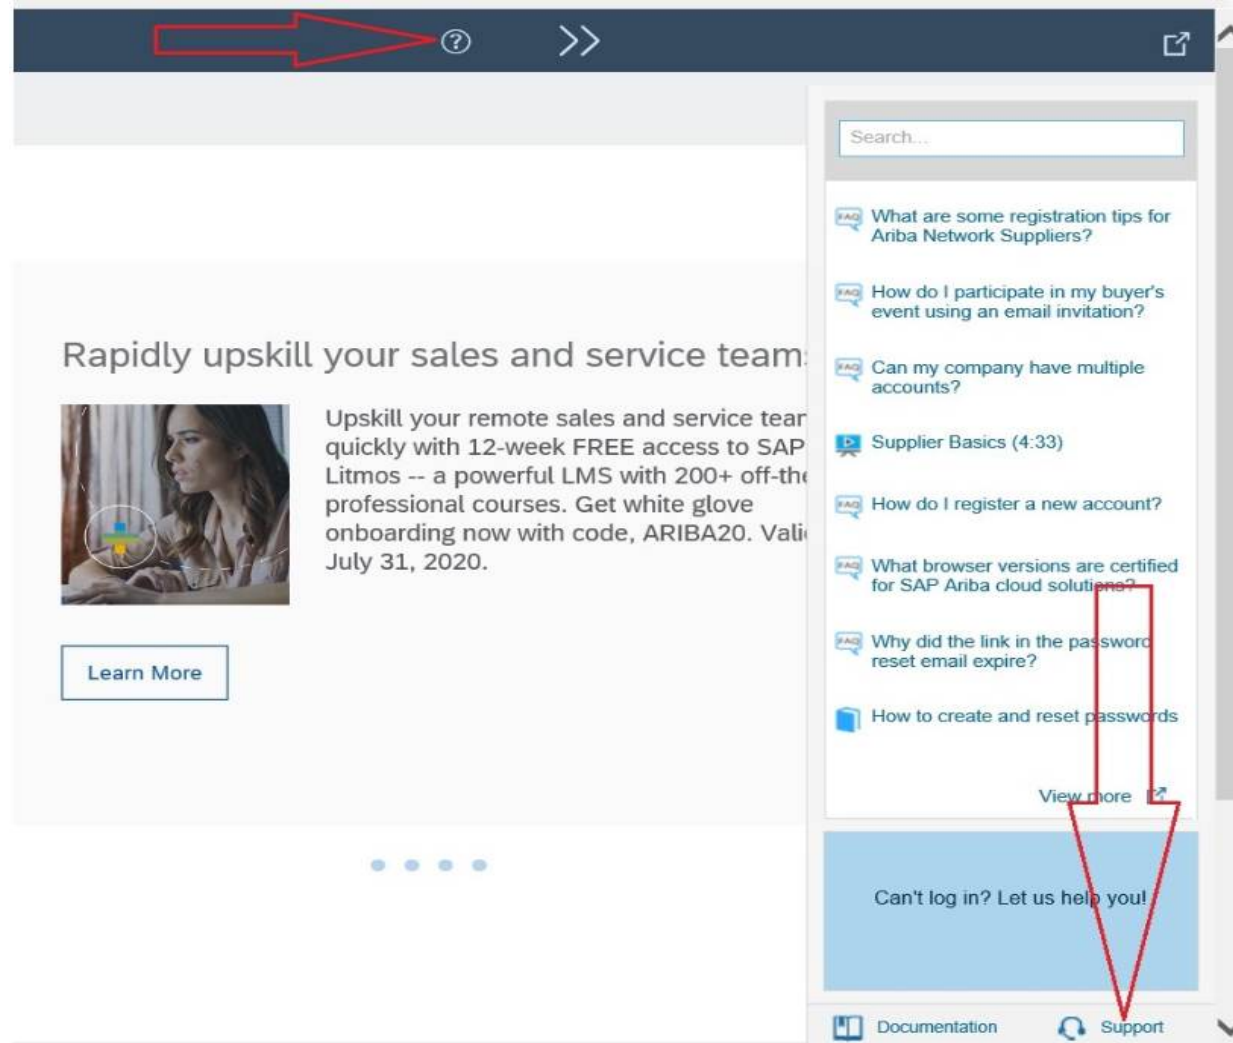 Search...
What are some registration tips for
Ariba Network Suppliers?
How do I participate in my buyer's
event using an email invitation?
Can my company have multiple
accounts?
Supplier Basics (4:33)
How do I register a new account?
What browser versions are certified
for SAP Ariba cloud solutions?
Why did the link in the password
reset email expire?
How to create and reset passwords
View more
Can't log in? Let us help you!
Documentation
Support
Rapidly upskill your sales and service team
Upskill your remote sales and service
quickly with 12-week FREE access to SAP
Litmos -- a powerful LMS with 200+
professional courses. Get white glove
onboarding now with code, ARIBA20.
July 31, 2020.
Learn More
FAQ
FAQ
FAQ
FAQ
FAQ
FAQ